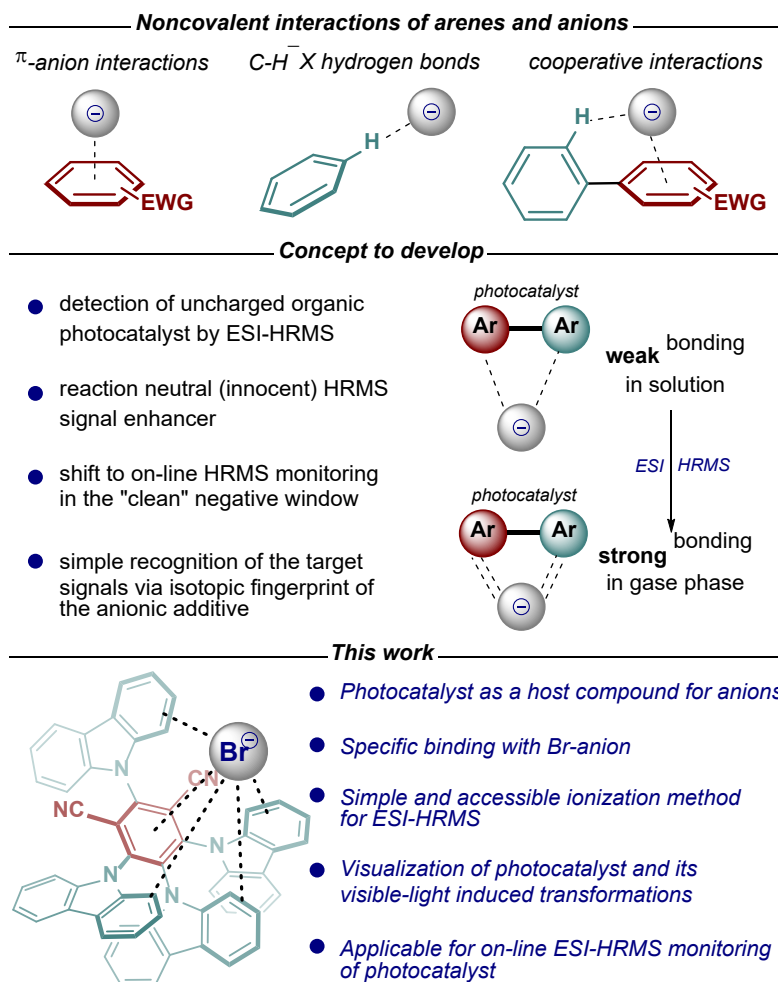 Noncovalent interactions of arenes and anions
π-anion interactions
C-H¯X hydrogen bonds
cooperative interactions
⊖
⊖
⊖
H
H
EWG
EWG
Concept to develop
detection of uncharged organic
photocatalyst by ESI-HRMS
reaction neutral (innocent) HRMS
signal enhancer
shift to on-line HRMS monitoring
in the "clean" negative window
simple recognition of the target
signals via isotopic fingerprint of
the anionic additive
photocatalyst
Ar Ar
⊖
weak bonding
in solution
ESI HRMS
photocatalyst
Ar Ar
⊖
strong bonding
in gase phase
This work
Br⊖
CN
NC
N
N
N
N
Photocatalyst as a host compound for anions
Specific binding with Br-anion
Simple and accessible ionization method
for ESI-HRMS
Visualization of photocatalyst and its
visible-light induced transformations
Applicable for on-line ESI-HRMS monitoring
of photocatalyst